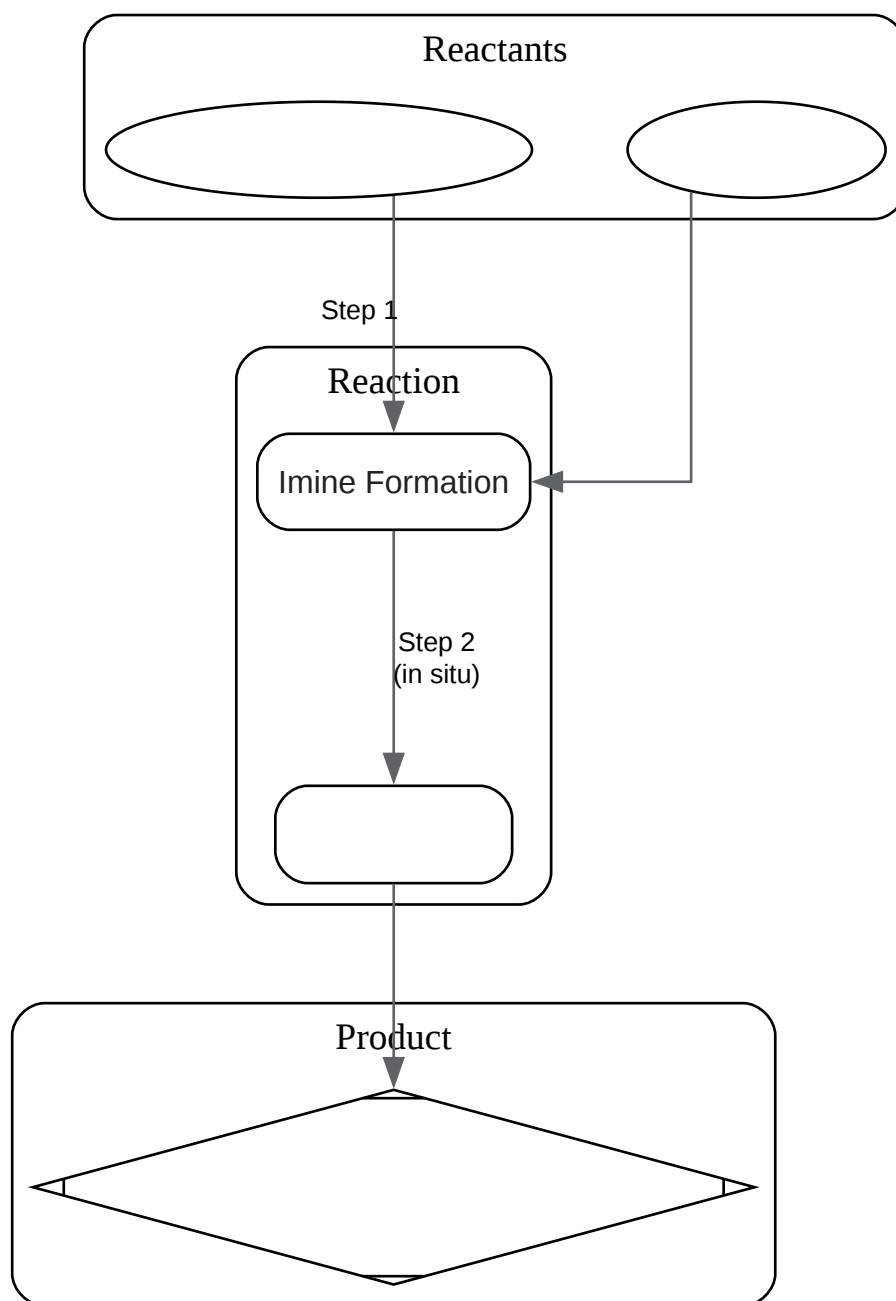 Reactants
Step 1
Reaction
Imine Formation
Step 2
(in situ)
Product